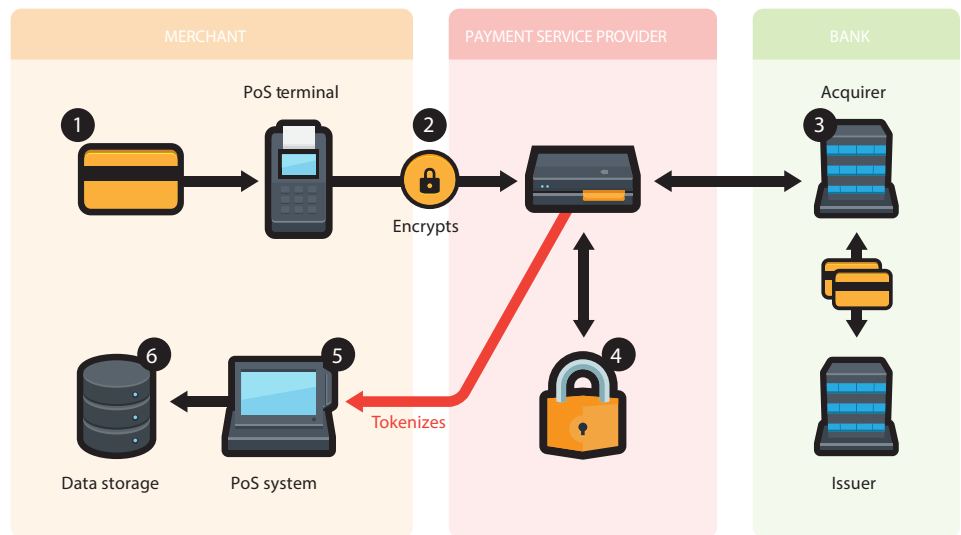 MERCHANT
PAYMENT SERVICE PROVIDER
BANK
PoS terminal
Acquirer
1
2
3
Encrypts
4
5
6
Tokenizes
Data storage
PoS system
Issuer